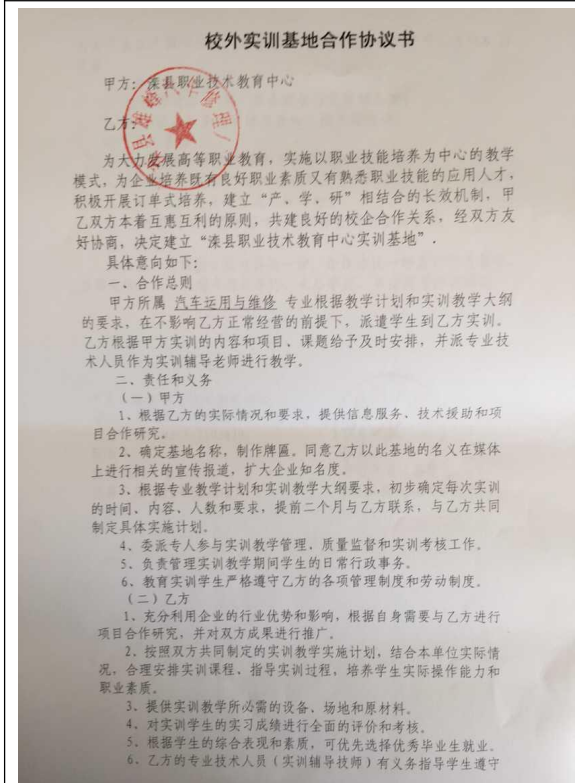 校外实训基地合作协议书
甲方：滦县职业技术教育中心
乙方：
汽车修理厂
为大力发展高等职业教育，实施以职业技能培养为中心的教学
模式，为企业培养既有良好职业素质又有熟悉职业技能的应用人才，
积极开展订单式培养，建立“产、学、研”相结合的长效机制，甲
乙双方本着互惠互利的原则，共建良好的校企合作关系，经双方友
好协商，决定建立“滦县职业技术教育中心实训基地”．
具体意向如下：
一、合作总则
甲方所属 汽车运用与维修 专业根据教学计划和实训教学大纲
的要求，在不影响乙方正常经营的前提下，派遣学生到乙方实训。
乙方根据甲方实训的内容和项目、课题给予及时安排，并派专业技
术人员作为实训辅导老师进行教学。
二、责任和义务
（一）甲方
1、根据乙方的实际情况和要求，提供信息服务、技术援助和项
目合作研究。
2、确定基地名称，制作牌匾。同意乙方以此基地的名义在媒体
上进行相关的宣传报道，扩大企业知名度。
3、根据专业教学计划和实训教学大纲要求，初步确定每次实训
的时间、内容、人数和要求，提前二个月与乙方联系，与乙方共同
制定具体实施计划。
4、委派专人参与实训教学管理、质量监督和实训考核工作。
5、负责管理实训教学期间学生的日常行政事务。
6、教育实训学生严格遵守乙方的各项管理制度和劳动制度。
（二）乙方
1、充分利用企业的行业优势和影响，根据自身需要与乙方进行
项目合作研究，并对双方成果进行推广。
2、按照双方共同制定的实训教学实施计划，结合本单位实际情
况，合理安排实训课程、指导实训过程，培养学生实际操作能力和
职业素质。
3、提供实训教学所必需的设备、场地和原材料。
4、对实训学生的实习成绩进行全面的评价和考核。
5、根据学生的综合表现和素质，可优先选择优秀毕业生就业。
6、乙方的专业技术人员（实训辅导技师）有义务指导学生遵守